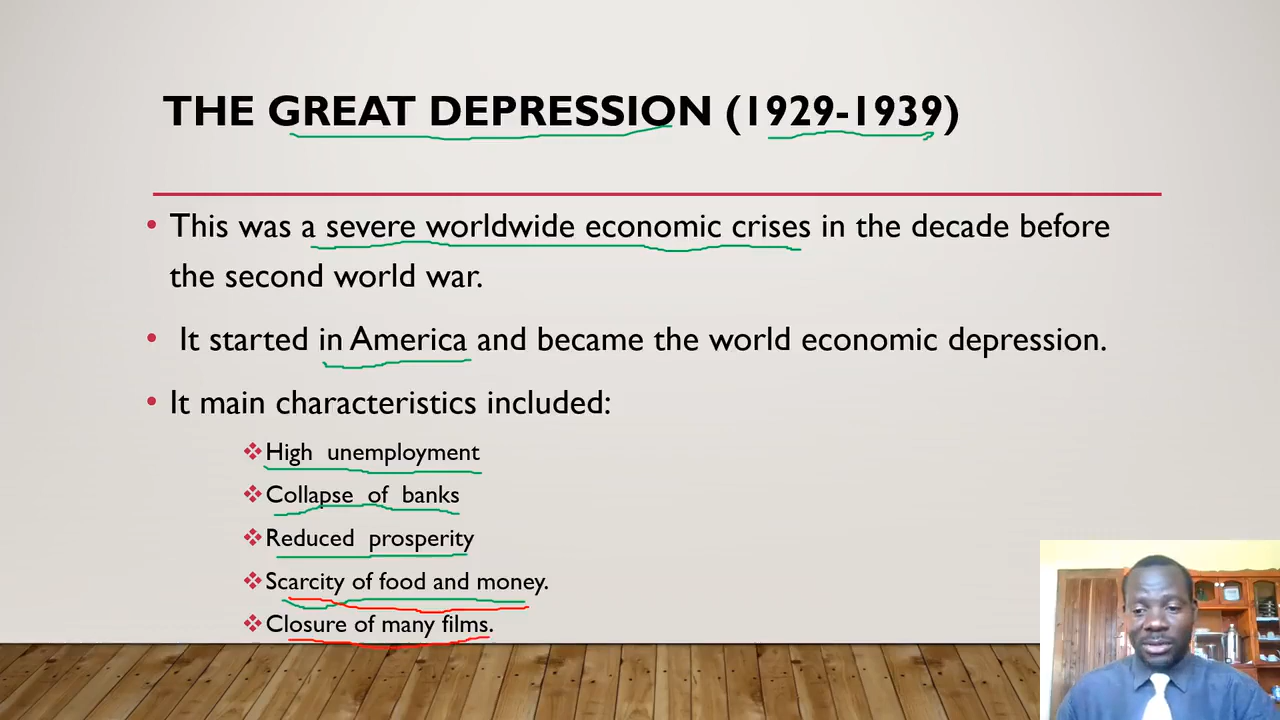 THE GREAT DEPRESSION (1929-1939)
• This was a severe worldwide economic crises in the decade before
the second world war.
• It started in America and became the world economic depression.
• It main characteristics included:
❖ High unemployment
❖ Collapse of banks
❖ Reduced prosperity
❖ Scarcity of food and money.
❖ Closure of many films.